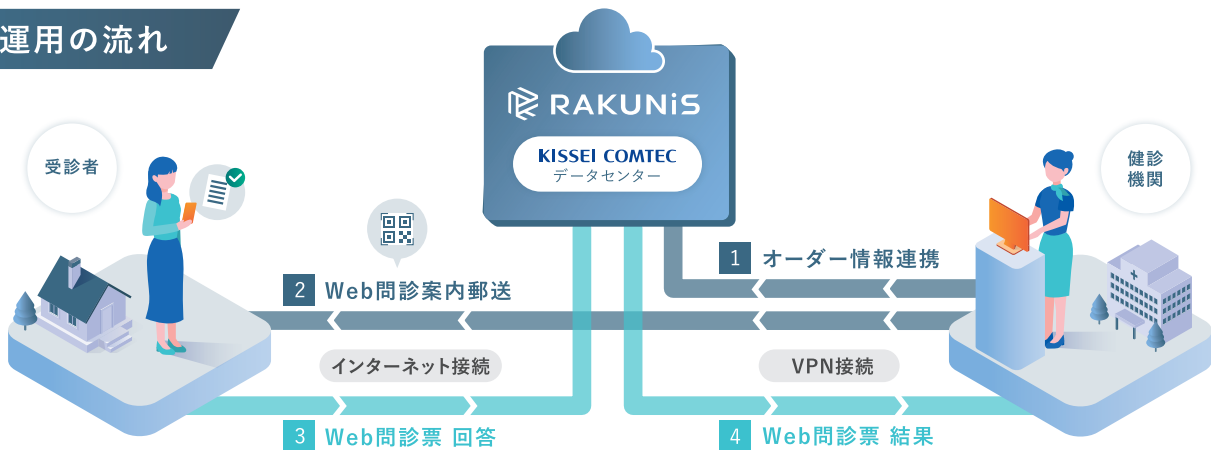 運用の流れ
受診者
RAKUNiS
KISSEI COMTEC
データセンター
健診
機関
1 オーダー情報連携
2 Web問診案内郵送
インターネット接続
VPN接続
3 Web問診票 回答
4 Web問診票 結果